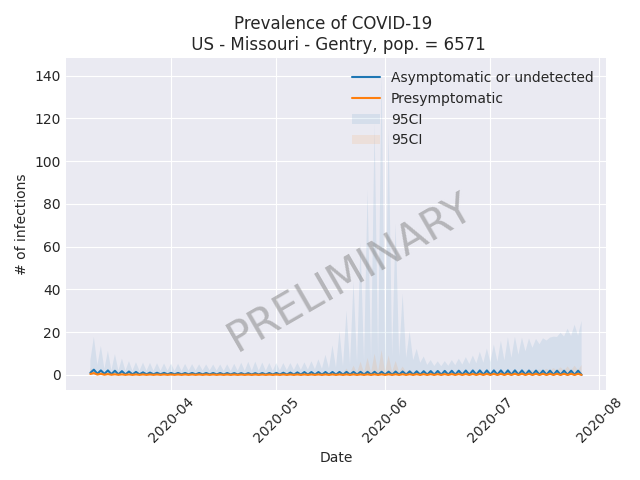 Prevalence of COVID-19
US - Missouri - Gentry, pop. = 6571
Asymptomatic or undetected
Presymptomatic
95CI
95CI
PRELIMINARY
# of infections
140
120
100
80
60
40
20
0
2020-04
2020-05
2020-06
2020-07
2020-08
Date